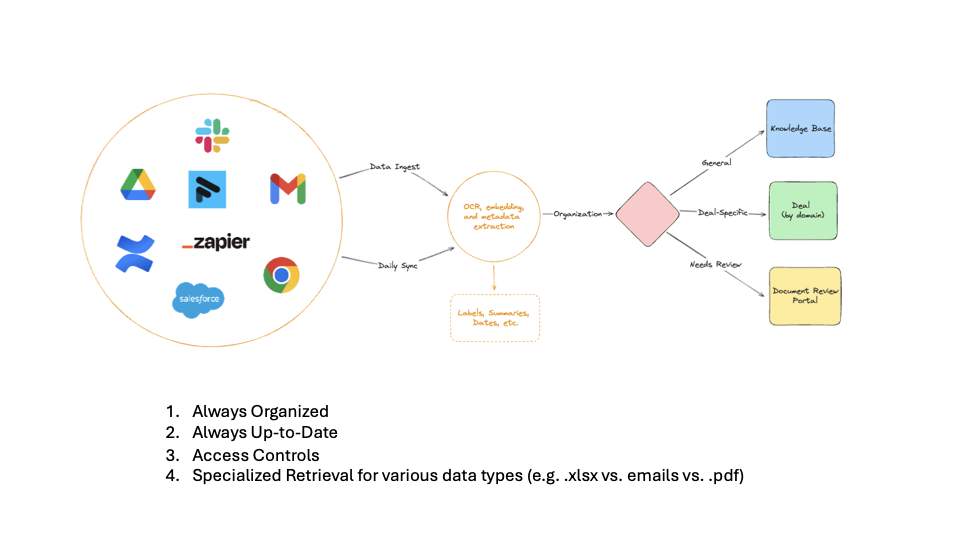 _zapier
salesforce
Data Ingest
Daily Sync
OCR, embedding,
and metadata
extraction
Labels, Summaries,
Dates, etc.
Organization
General
Deal-Specific
Needs Review
Knowledge Base
Deal
(by domain)
Document Review
Portal
1. Always Organized
2. Always Up-to-Date
3. Access Controls
4. Specialized Retrieval for various data types (e.g. .xlsx vs. emails vs. .pdf)